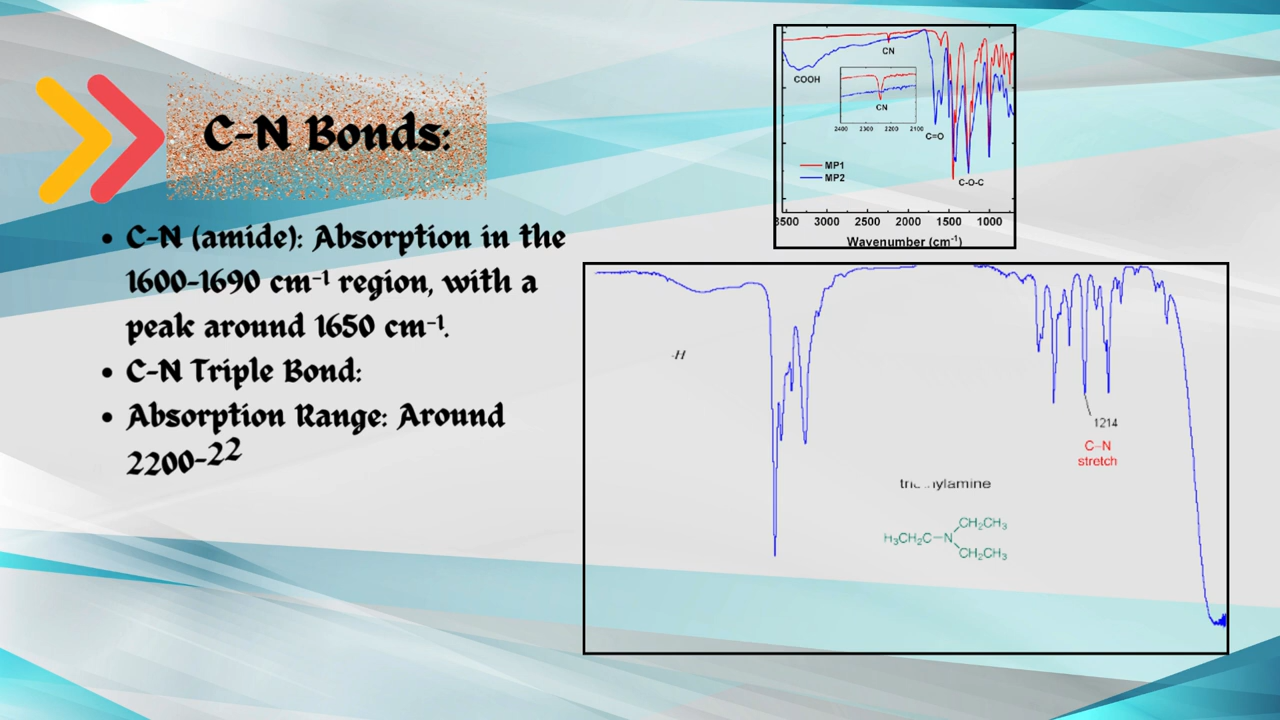 C-N Bonds:
• C-N (amide): Absorption in the
1600-1690 cm⁻¹ region, with a
peak around 1650 cm⁻¹.
• C-N Triple Bond:
• Absorption Range: Around
2200-22
CN
COOH
CN
2400 2300 2200 2100
C=O
MP1
MP2
C-O-C
3500 3000 2500 2000 1500 1000
Wavenumber (cm⁻¹)
-H
1214
C–N
stretch
CH₂CH₃
H₃CH₂C–N
CH₂CH₃